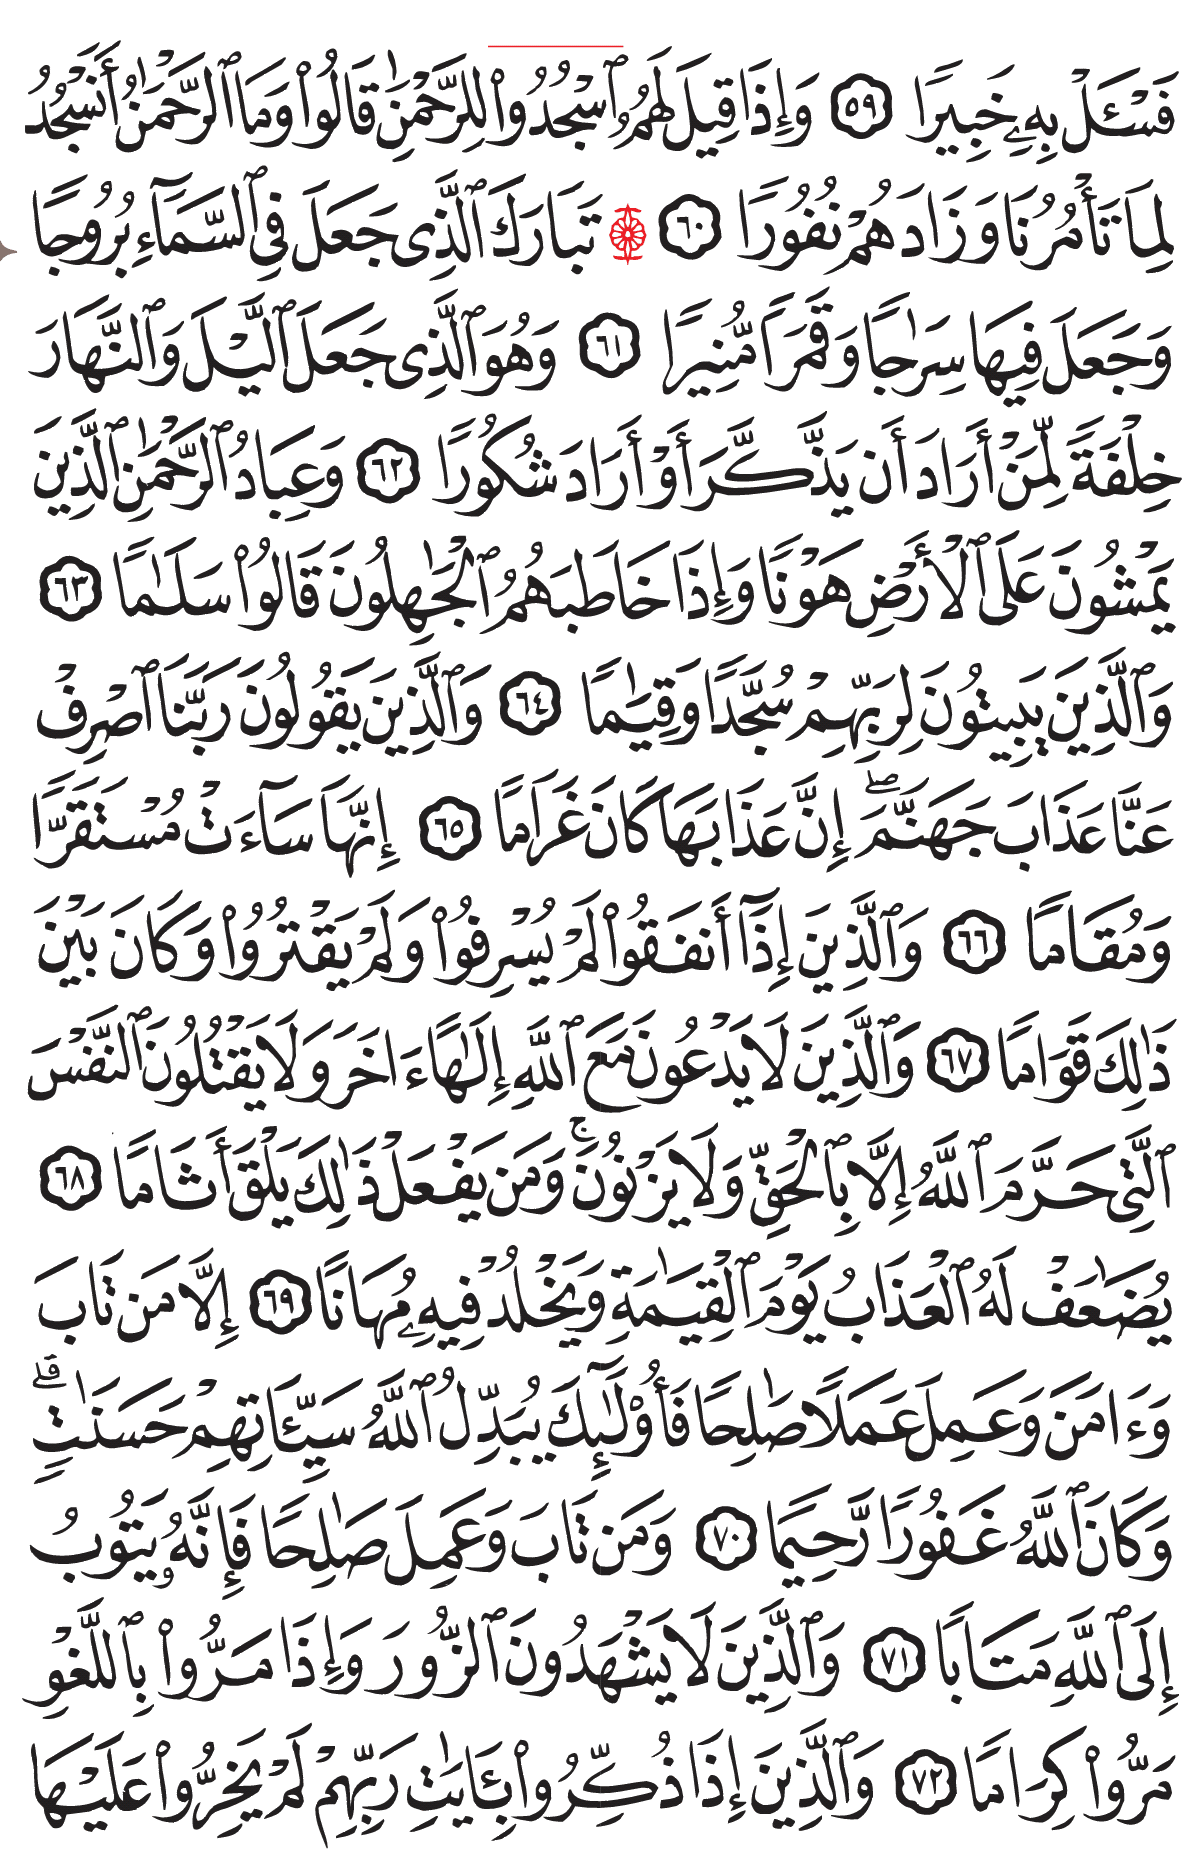 فَسْـَٔلْ بِهِۦ خَبِيرًا ٥٩ وَإِذَا قِيلَ لَهُمُ ٱسْجُدُوا۟ لِلرَّحْمَٰنِ قَالُوا۟ وَمَا ٱلرَّحْمَٰنُ أَنَسْجُدُ
لِمَا تَأْمُرُنَا وَزَادَهُمْ نُفُورًا ٦٠ تَبَارَكَ ٱلَّذِى جَعَلَ فِى ٱلسَّمَآءِ بُرُوجًا
وَجَعَلَ فِيهَا سِرَٰجًا وَقَمَرًا مُّنِيرًا ٦١ وَهُوَ ٱلَّذِى جَعَلَ ٱلَّيْلَ وَٱلنَّهَارَ
خِلْفَةً لِّمَنْ أَرَادَ أَن يَذَّكَّرَ أَوْ أَرَادَ شُكُورًا ٦٢ وَعِبَادُ ٱلرَّحْمَٰنِ ٱلَّذِينَ
يَمْشُونَ عَلَى ٱلْأَرْضِ هَوْنًا وَإِذَا خَاطَبَهُمُ ٱلْجَٰهِلُونَ قَالُوا۟ سَلَٰمًا ٦٣
وَٱلَّذِينَ يَبِيتُونَ لِرَبِّهِمْ سُجَّدًا وَقِيَٰمًا ٦٤ وَٱلَّذِينَ يَقُولُونَ رَبَّنَا ٱصْرِفْ
عَنَّا عَذَابَ جَهَنَّمَ ۖ إِنَّ عَذَابَهَا كَانَ غَرَامًا ٦٥ إِنَّهَا سَآءَتْ مُسْتَقَرًّا
وَمُقَامًا ٦٦ وَٱلَّذِينَ إِذَآ أَنفَقُوا۟ لَمْ يُسْرِفُوا۟ وَلَمْ يَقْتُرُوا۟ وَكَانَ بَيْنَ
ذَٰلِكَ قَوَامًا ٦٧ وَٱلَّذِينَ لَا يَدْعُونَ مَعَ ٱللَّهِ إِلَٰهًا ءَاخَرَ وَلَا يَقْتُلُونَ ٱلنَّفْسَ
ٱلَّتِى حَرَّمَ ٱللَّهُ إِلَّا بِٱلْحَقِّ وَلَا يَزْنُونَ ۚ وَمَن يَفْعَلْ ذَٰلِكَ يَلْقَ أَثَامًا ٦٨
يُضَٰعَفْ لَهُ ٱلْعَذَابُ يَوْمَ ٱلْقِيَٰمَةِ وَيَخْلُدْ فِيهِۦ مُهَانًا ٦٩ إِلَّا مَن تَابَ
وَءَامَنَ وَعَمِلَ عَمَلًا صَٰلِحًا فَأُو۟لَٰٓئِكَ يُبَدِّلُ ٱللَّهُ سَيِّـَٔاتِهِمْ حَسَنَٰتٍ ۗ
وَكَانَ ٱللَّهُ غَفُورًا رَّحِيمًا ٧٠ وَمَن تَابَ وَعَمِلَ صَٰلِحًا فَإِنَّهُۥ يَتُوبُ
إِلَى ٱللَّهِ مَتَابًا ٧١ وَٱلَّذِينَ لَا يَشْهَدُونَ ٱلزُّورَ وَإِذَا مَرُّوا۟ بِٱللَّغْوِ
مَرُّوا۟ كِرَامًا ٧٢ وَٱلَّذِينَ إِذَا ذُكِّرُوا۟ بِـَٔايَٰتِ رَبِّهِمْ لَمْ يَخِرُّوا۟ عَلَيْهَا